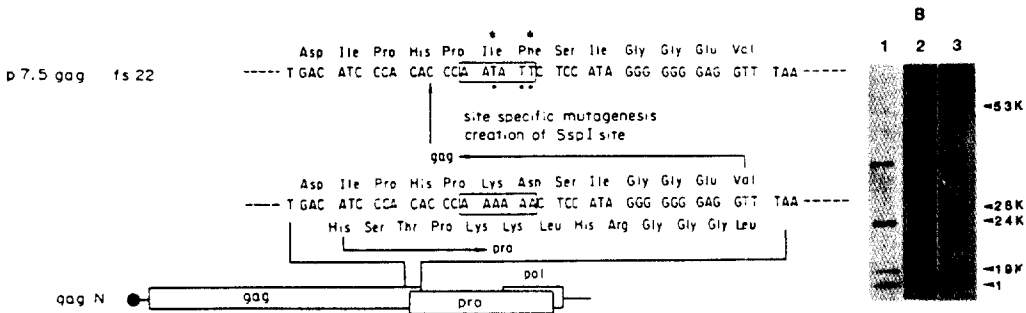 B
* *
Asp Ile Pro His Pro Ile Phe Ser Ile Gly Gly Glu Val
1 2 3
p7.5 gag fs 22
----- T GAC ATC CCA CAC CCA ATA TTC TCC ATA GGG GGG GAG GTT TAA -----
◄53K
site specific mutagenesis
creation of SspI site
gag
Asp Ile Pro His Pro Lys Asn Ser Ile Gly Gly Glu Val
----- T GAC ATC CCA CAC CCA AAA AAC TCC ATA GGG GGG GAG GTT TAA -----
◄28K
◄24K
His Ser Thr Pro Lys Lys Leu His Arg Gly Gly Leu
pro
pol
◄19K
gag N
gag
pro
◄1